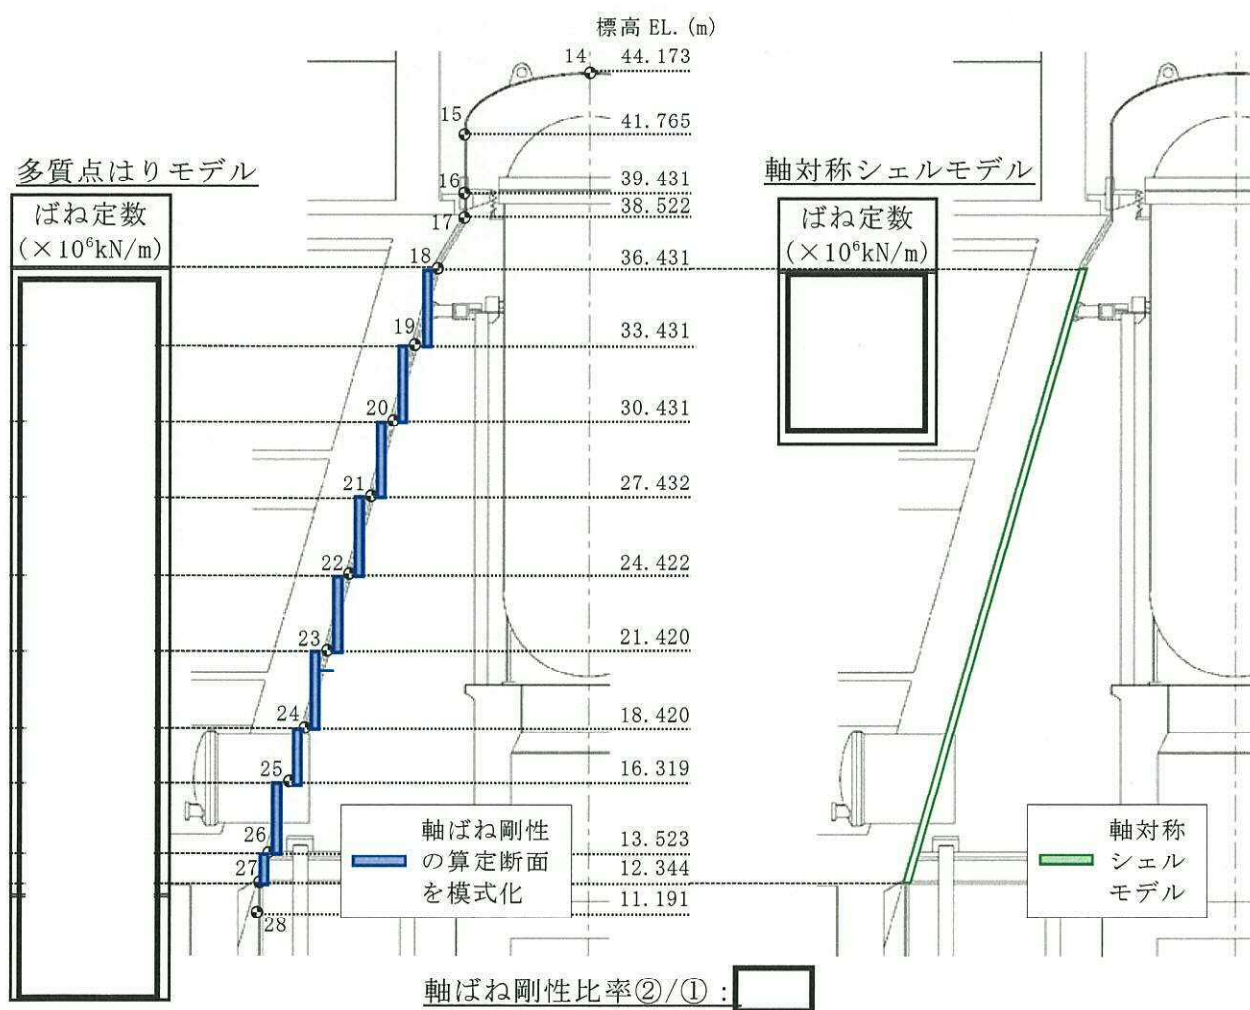 標高 EL. (m)
14
44.173
15
41.765
多質点はりモデル
軸対称シェルモデル
16
39.431
17
38.522
ばね定数
(×10⁶kN/m)
ばね定数
(×10⁶kN/m)
18
36.431
19
33.431
20
30.431
21
27.432
22
24.422
23
21.420
24
18.420
25
16.319
26
13.523
27
12.344
28
11.191
軸ばね剛性
の算定断面
を模式化
軸対称
シェル
モデル
軸ばね剛性比率②/①：